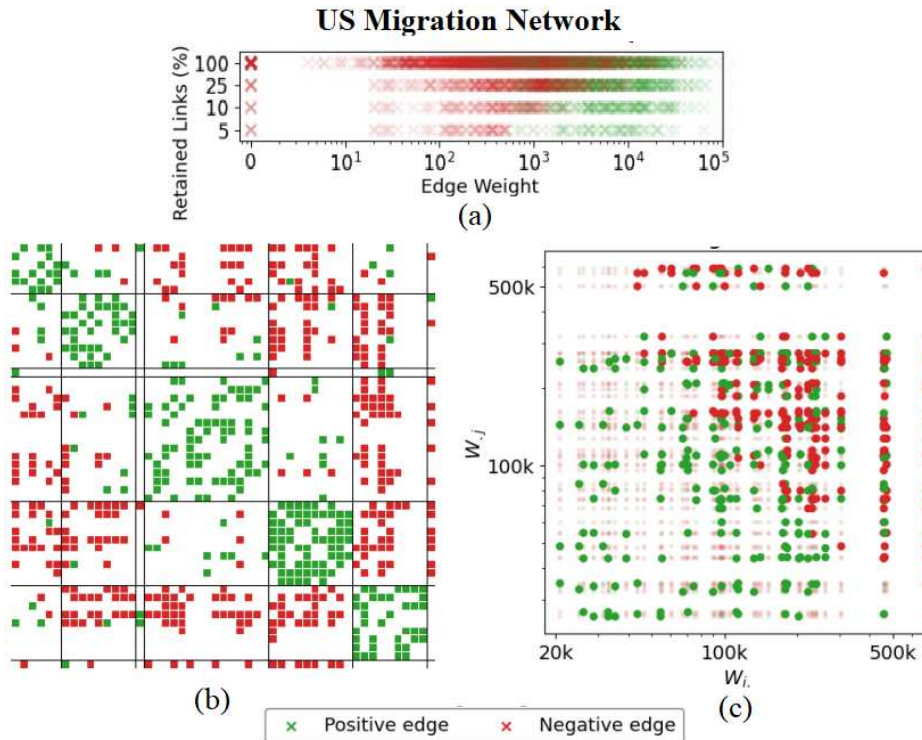 US Migration Network
Retained Links (%)
100
25
10
5
0 10¹ 10² 10³ 10⁴ 10⁵
Edge Weight
(a)
500k
100k
W.j
20k 100k 500k
Wi.
(b)
(c)
Positive edge Negative edge